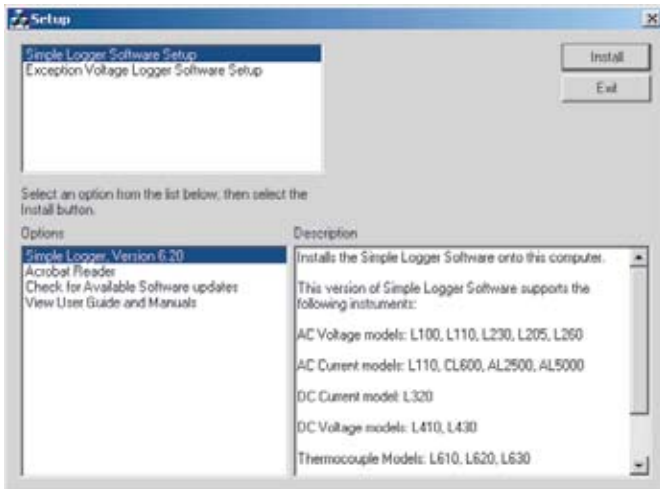 Setup
Simple Logger Software Setup
Exception Voltage Logger Software Setup
Install
Exit
Select an option from the list below, then select the
Install button.
Options
Simple Logger, Version 6.20
Acrobat Reader
Check for Available Software updates
View User Guide and Manuals
Description
Installs the Simple Logger Software onto this computer.
This version of Simple Logger Software supports the
following instruments:
AC Voltage models: L100, L110, L230, L205, L260
AC Current models: L110, CL600, AL2500, AL5000
DC Current model: L320
DC Voltage models: L410, L430
Thermocouple Models: L610, L620, L630